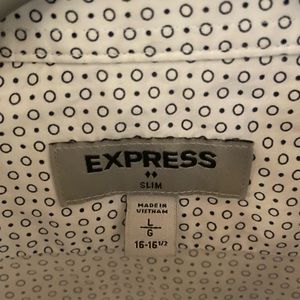 EXPRESS
SLIM
MADE IN
VIETNAM
L
G
16-16 1/2